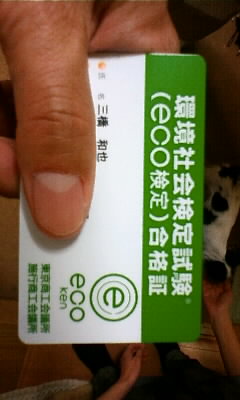 環境社会検定試験®
(eco検定)合格証
氏 名 三橋 和也
e
eco
ken
東京商工会議所
施行商工会議所